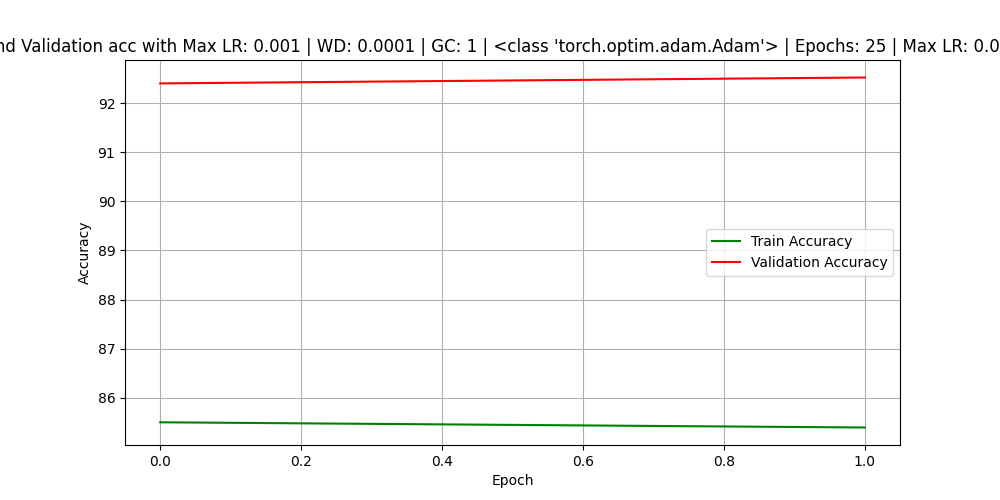 nd Validation acc with Max LR: 0.001 | WD: 0.0001 | GC: 1 | <class 'torch.optim.adam.Adam'> | Epochs: 25 | Max LR: 0.0
92
91
90
89
88
87
86
Accuracy
Train Accuracy
Validation Accuracy
0.0 0.2 0.4 0.6 0.8 1.0
Epoch